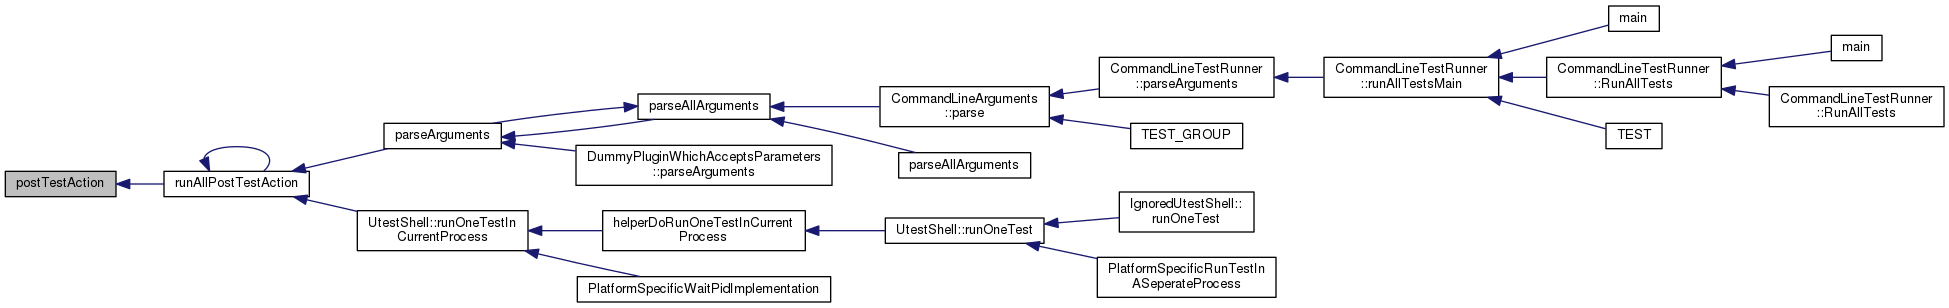 main
main
CommandLineTestRunner
::parseArguments
CommandLineTestRunner
::runAllTestsMain
CommandLineTestRunner
::RunAllTests
CommandLineArguments
::parse
CommandLineTestRunner
::RunAllTests
parseAllArguments
parseArguments
TEST_GROUP
TEST
DummyPluginWhichAcceptsParameters
::parseArguments
parseAllArguments
postTestAction
runAllPostTestAction
IgnoredUtestShell::
runOneTest
UtestShell::runOneTestIn
CurrentProcess
helperDoRunOneTestInCurrent
Process
UtestShell::runOneTest
PlatformSpecificRunTestIn
ASeperateProcess
PlatformSpecificWaitPidImplementation